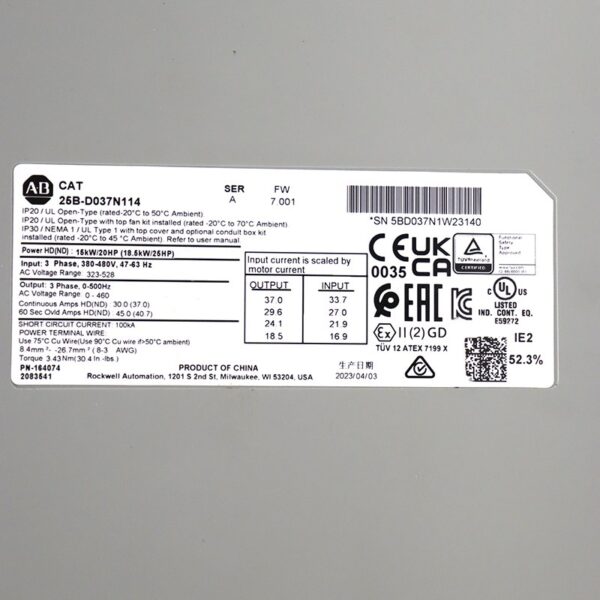 AB
CAT
25B-D037N114
SER
A
FW
7.001
IP20 / UL Open-Type (rated-20°C to 50°C Ambient)
IP20 / UL Open-Type with top fan kit installed (rated -20°C to 70°C Ambient)
IP30 / NEMA 1 / UL Type 1 with top cover and optional conduit box kit
installed (rated -20°C to 45 °C Ambient). Refer to user manual
Power HD(ND) : 15kW/20HP (18.5kW/25HP)
Input: 3 Phase, 380-480V, 47-63 Hz
AC Voltage Range: 323-528
Output: 3 Phase 0-500Hz
AC Voltage Range: 0 - 460
Continuous Amps HD(ND) 30.0 (37.0)
60 Sec Ovld Amps HD(ND) 45.0 (40.7)
SHORT CIRCUIT CURRENT: 100kA
POWER TERMINAL WIRE:
Use 75°C Cu Wire(Use 90°C Cu wire if>50°C ambient)
8.4mm² -26.7mm² (8-3 AWG)
Torque 3.43Nm(30.4 In -lbs.)
PN-164074
2083541
Input current is scaled by
motor current
OUTPUT INPUT
37.0 33.7
29.6 27.0
24.1 21.9
18.5 16.9
PRODUCT OF CHINA
Rockwell Automation, 1201 S 2nd St, Milwaukee, WI 53204, USA
生产日期
2023/04/03
*SN 5BD037N1W23140
CE
0035
UK
CA
TÜVRheinland
CERTIFIED
Functional
Safety
Type
Approved
EAC
Ex II (2) GD
TÜV 12 ATEX 7199 X
25
c UL US
LISTED
IND. CONT. EQ.
E59272
IE2
52.3%